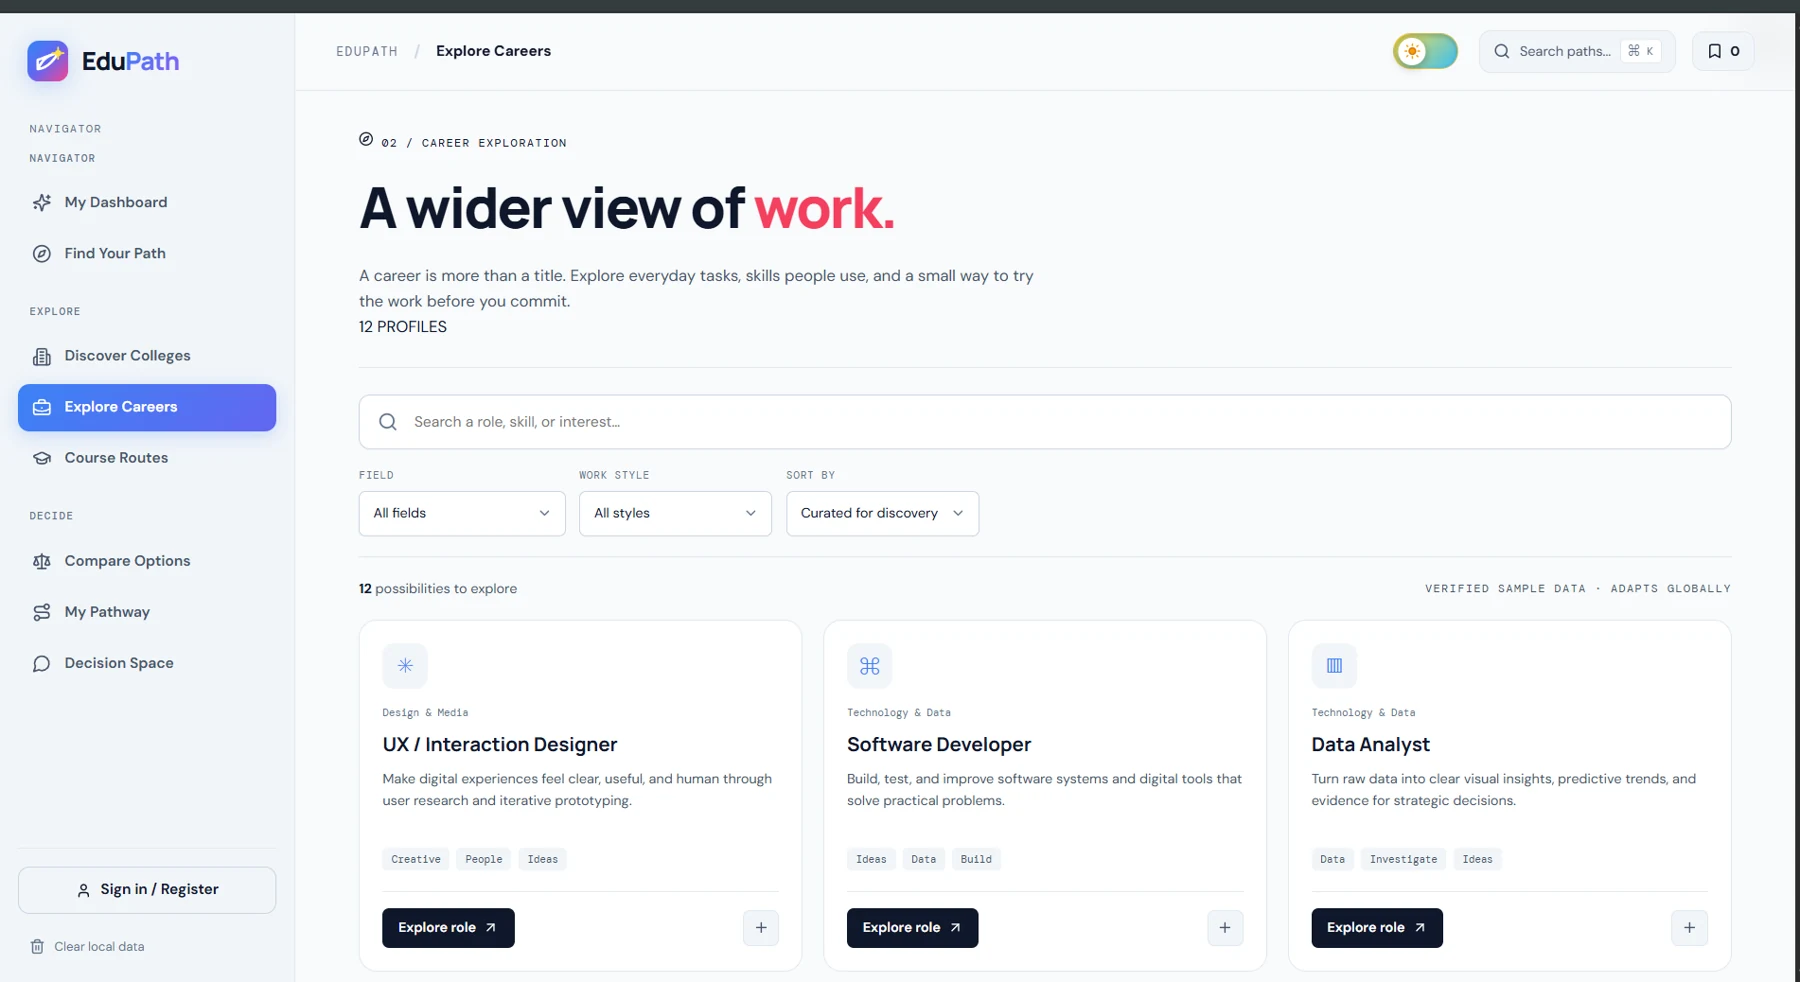 EduPath
NAVIGATOR
NAVIGATOR
My Dashboard
Find Your Path
EXPLORE
Discover Colleges
Explore Careers
Course Routes
DECIDE
Compare Options
My Pathway
Decision Space
Sign in / Register
Clear local data
EDUPATH / Explore Careers
Search paths... ⌘ K
0
02 / CAREER EXPLORATION
A wider view of work.
A career is more than a title. Explore everyday tasks, skills people use, and a small way to try
the work before you commit.
12 PROFILES
Search a role, skill, or interest...
FIELD WORK STYLE SORT BY
All fields All styles Curated for discovery
12 possibilities to explore
VERIFIED SAMPLE DATA · ADAPTS GLOBALLY
Design & Media
UX / Interaction Designer
Make digital experiences feel clear, useful, and human through
user research and iterative prototyping.
Creative People Ideas
Explore role ↗ +
Technology & Data
Software Developer
Build, test, and improve software systems and digital tools that
solve practical problems.
Ideas Data Build
Explore role ↗ +
Technology & Data
Data Analyst
Turn raw data into clear visual insights, predictive trends, and
evidence for strategic decisions.
Data Investigate Ideas
Explore role ↗ +